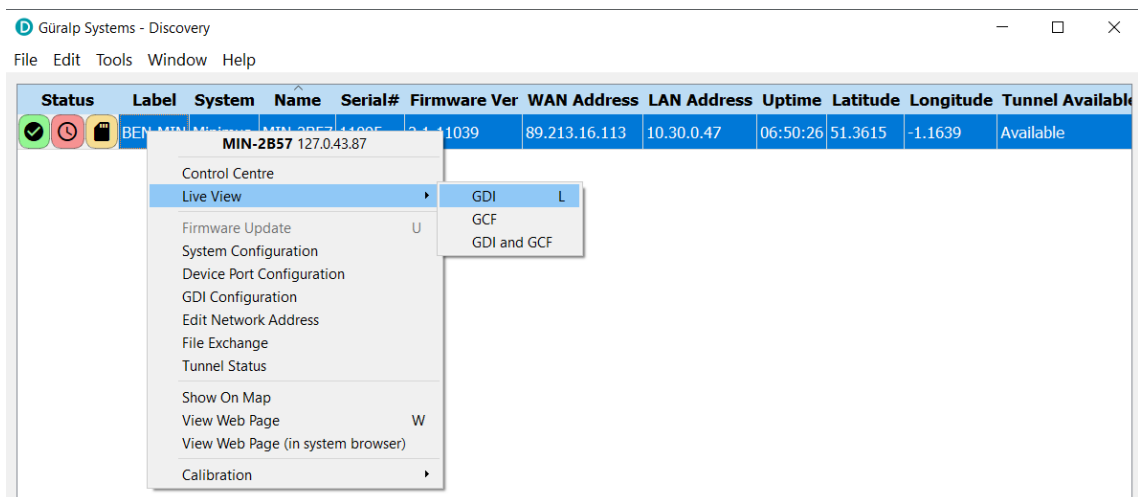 Güralp Systems - Discovery
File Edit Tools Window Help
Status Label System Name Serial# Firmware Ver WAN Address LAN Address Uptime Latitude Longitude Tunnel Available
11039 89.213.16.113 10.30.0.47 06:50:26 51.3615 -1.1639 Available
MIN-2B57 127.0.43.87
Control Centre
Live View
GDI L
GCF
GDI and GCF
Firmware Update U
System Configuration
Device Port Configuration
GDI Configuration
Edit Network Address
File Exchange
Tunnel Status
Show On Map
View Web Page W
View Web Page (in system browser)
Calibration